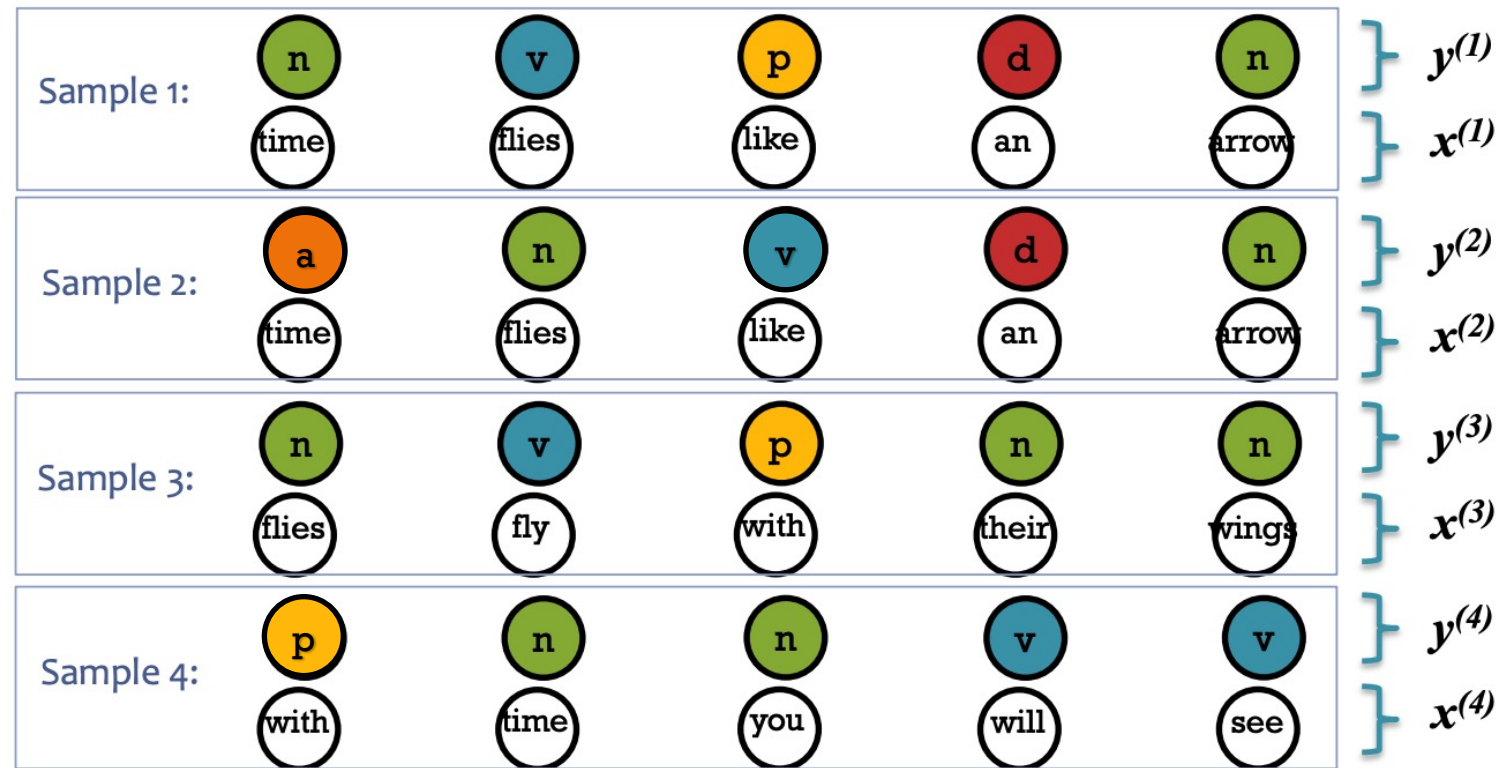 n v p d n y(1)
Sample 1:
time flies like an arrow x(1)
a n v d n y(2)
Sample 2:
time flies like an arrow x(2)
n v p n n y(3)
Sample 3:
flies fly with their wings x(3)
p n n v v y(4)
Sample 4:
with time you will see x(4)